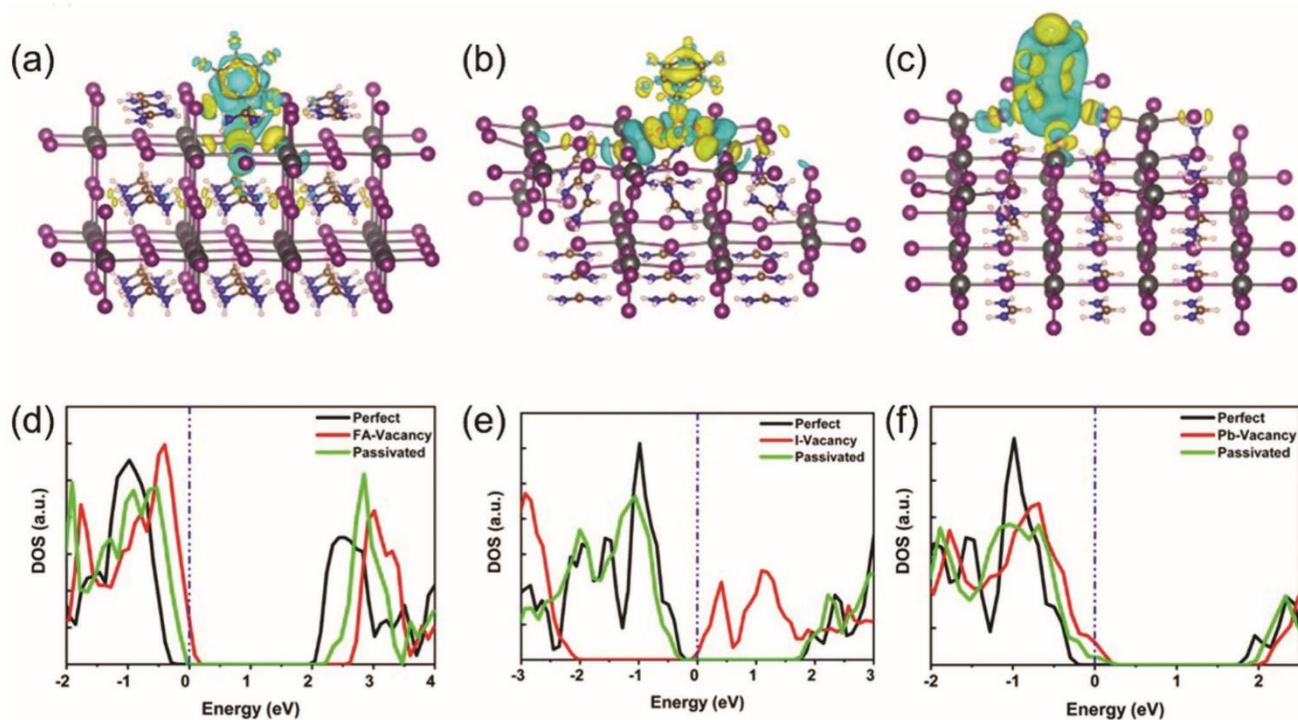 (a)
(b)
(c)
(d)
Perfect
FA-Vacancy
Passivated
DOS (a.u.)
-2 -1 0 1 2 3 4
Energy (eV)
(e)
Perfect
I-Vacancy
Passivated
DOS (a.u.)
-3 -2 -1 0 1 2 3
Energy (eV)
(f)
Perfect
Pb-Vacancy
Passivated
DOS (a.u.)
-2 -1 0 1 2
Energy (eV)